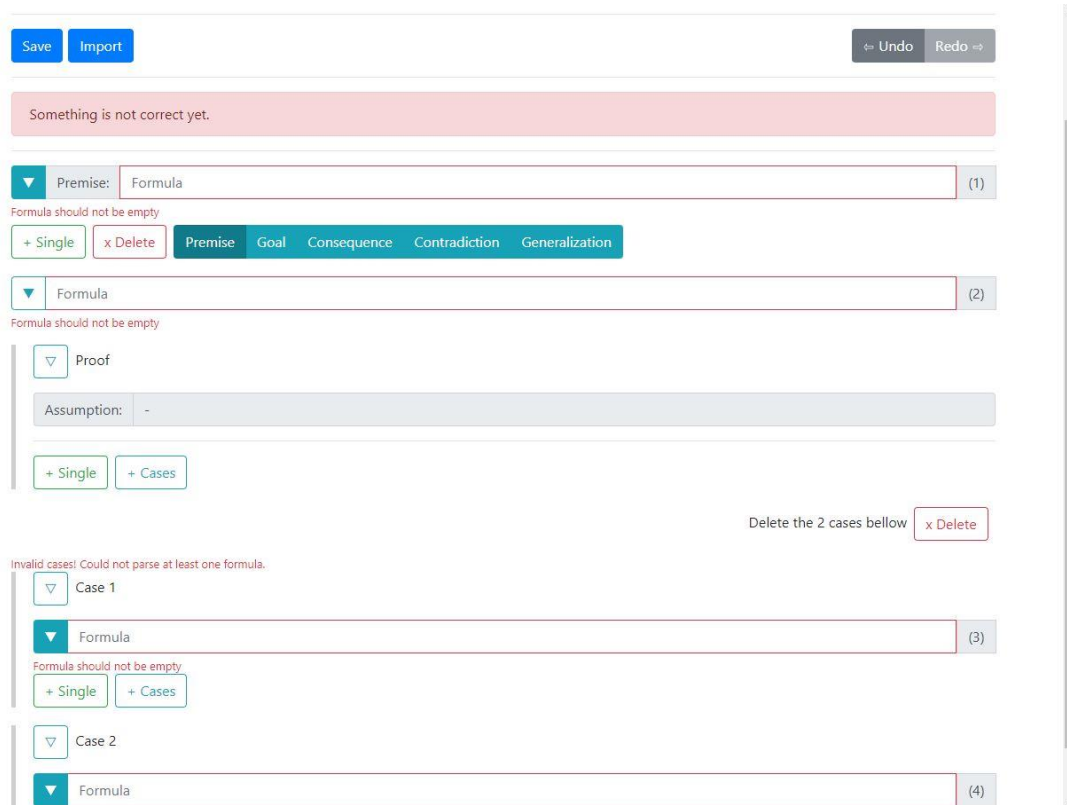 Save Import ⇦ Undo Redo ⇨
Something is not correct yet.
▼ Premise: Formula (1)
Formula should not be empty
+ Single x Delete Premise Goal Consequence Contradiction Generalization
▼ Formula (2)
Formula should not be empty
▽ Proof
Assumption: -
+ Single + Cases
Delete the 2 cases bellow x Delete
Invalid cases! Could not parse at least one formula.
▽ Case 1
▼ Formula (3)
Formula should not be empty
+ Single + Cases
▽ Case 2
▼ Formula (4)